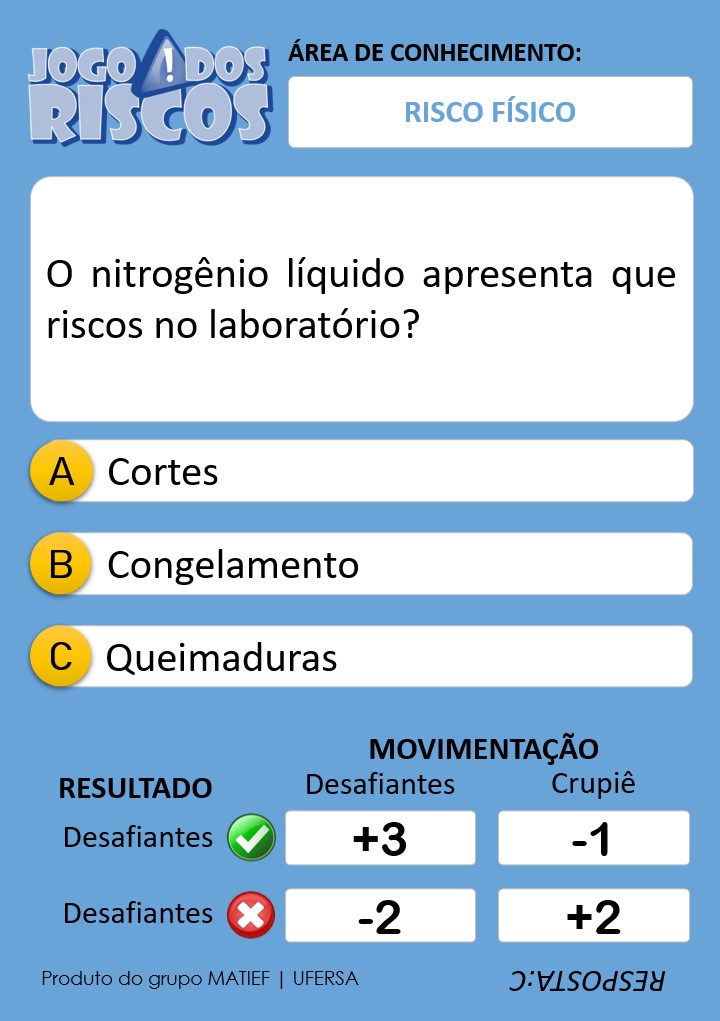 JOGO DOS
RISCOS
ÁREA DE CONHECIMENTO:
RISCO FÍSICO
O nitrogênio líquido apresenta que
riscos no laboratório?
A Cortes
B Congelamento
C Queimaduras
MOVIMENTAÇÃO
RESULTADO Desafiantes Crupiê
Desafiantes +3 -1
Desafiantes -2 +2
Produto do grupo MATIEF | UFERSA
RESPOSTA:C